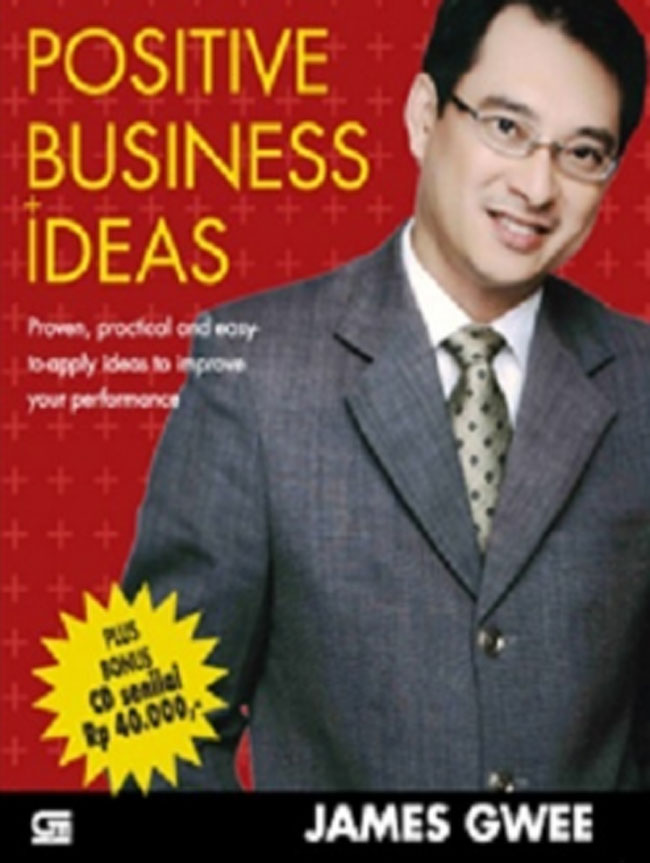 POSITIVE
BUSINESS
+
IDEAS
Proven, practical and easy-
to-apply ideas to improve
your performance
PLUS
BONUS
CD senilai
Rp 40.000,-
JAMES GWEE